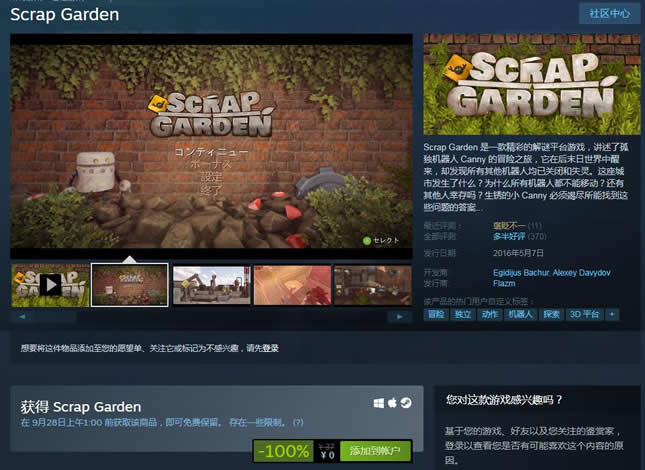 Scrap Garden
社区中心
SCRAP
GARDEN
コンティニュー
ボーナス
設定
終了
セレクト
SCRAP
GARDEN
SCRAP
GARDEN
Scrap Garden 是一款精彩的解谜平台游戏，讲述了孤
独机器人 Canny 的冒险之旅，它在后末日世界中醒
来，却发现所有其他机器人均已关闭和失灵。这座城
市发生了什么？为什么所有机器人都不能移动？还有
其他人幸存吗？生锈的小 Canny 必须竭尽所能找到这
些问题的答案...
最近评测： 褒贬不一 (11)
全部评测： 多半好评 (370)
发行日期： 2016年5月7日
开发商： Egidijus Bachur, Alexey Davydov
发行商： Flazm
该产品的热门用户自定义标签：
冒险 独立 动作 机器人 探索 3D 平台 +
想要将这件物品添加至您的愿望单、关注它或标记为不感兴趣，请先登录
获得 Scrap Garden
在 9月28日上午1:00 前获取该商品，即可免费保留。 存在一些限制。 (?)
-100% ¥ 37 ¥ 0 添加到帐户
您对这款游戏感兴趣吗？
基于您的游戏、好友以及您关注的鉴赏家，
登录以查看您是否有可能喜欢这个内容的原
因。